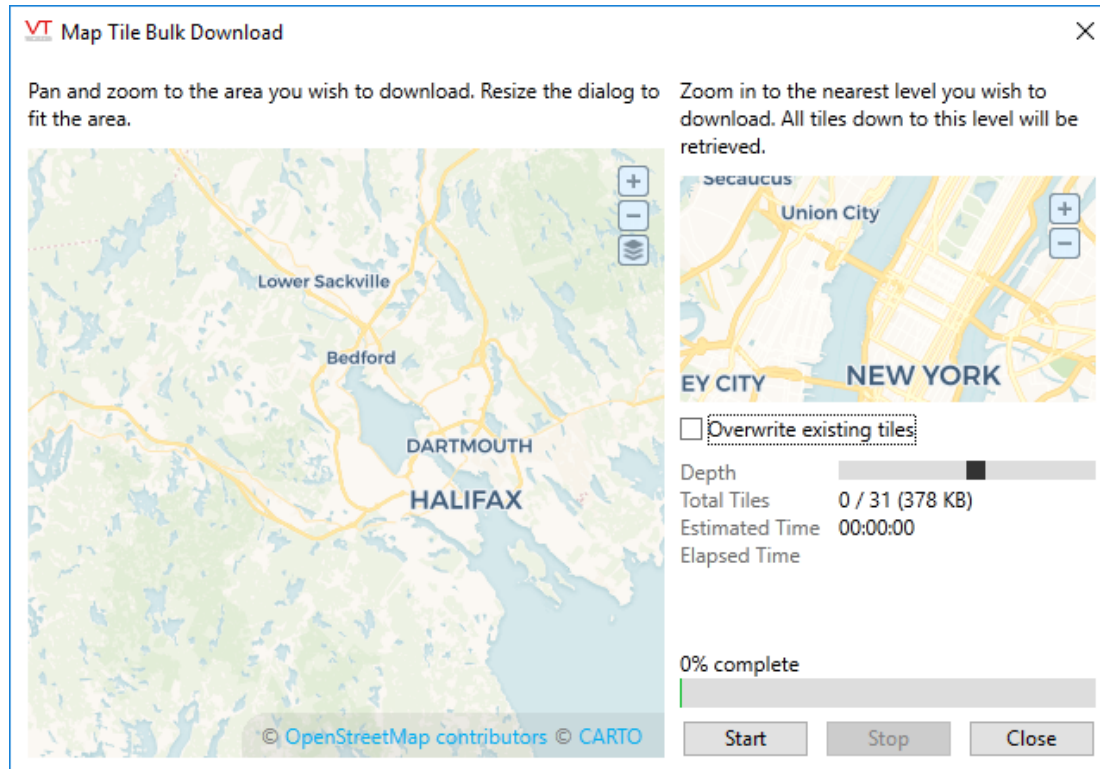 VT Map Tile Bulk Download
Pan and zoom to the area you wish to download. Resize the dialog to
fit the area.
Lower Sackville
Bedford
DARTMOUTH
HALIFAX
© OpenStreetMap contributors © CARTO
Zoom in to the nearest level you wish to
download. All tiles down to this level will be
retrieved.
Secaucus
Union City
EY CITY
NEW YORK
Overwrite existing tiles
Depth
Total Tiles 0 / 31 (378 KB)
Estimated Time 00:00:00
Elapsed Time
0% complete
Start
Stop
Close